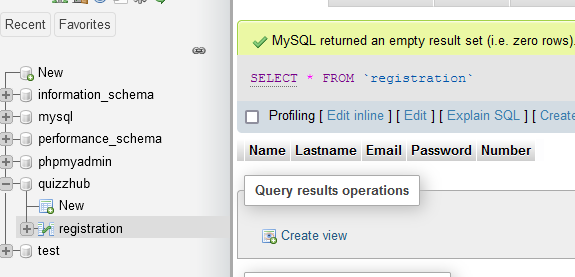 Recent Favorites
New
information_schema
mysql
performance_schema
phpmyadmin
quizzhub
New
registration
test
MySQL returned an empty result set (i.e. zero rows).
SELECT * FROM `registration`
Profiling [ Edit inline ] [ Edit ] [ Explain SQL ] [ Create
Name Lastname Email Password Number
Query results operations
Create view